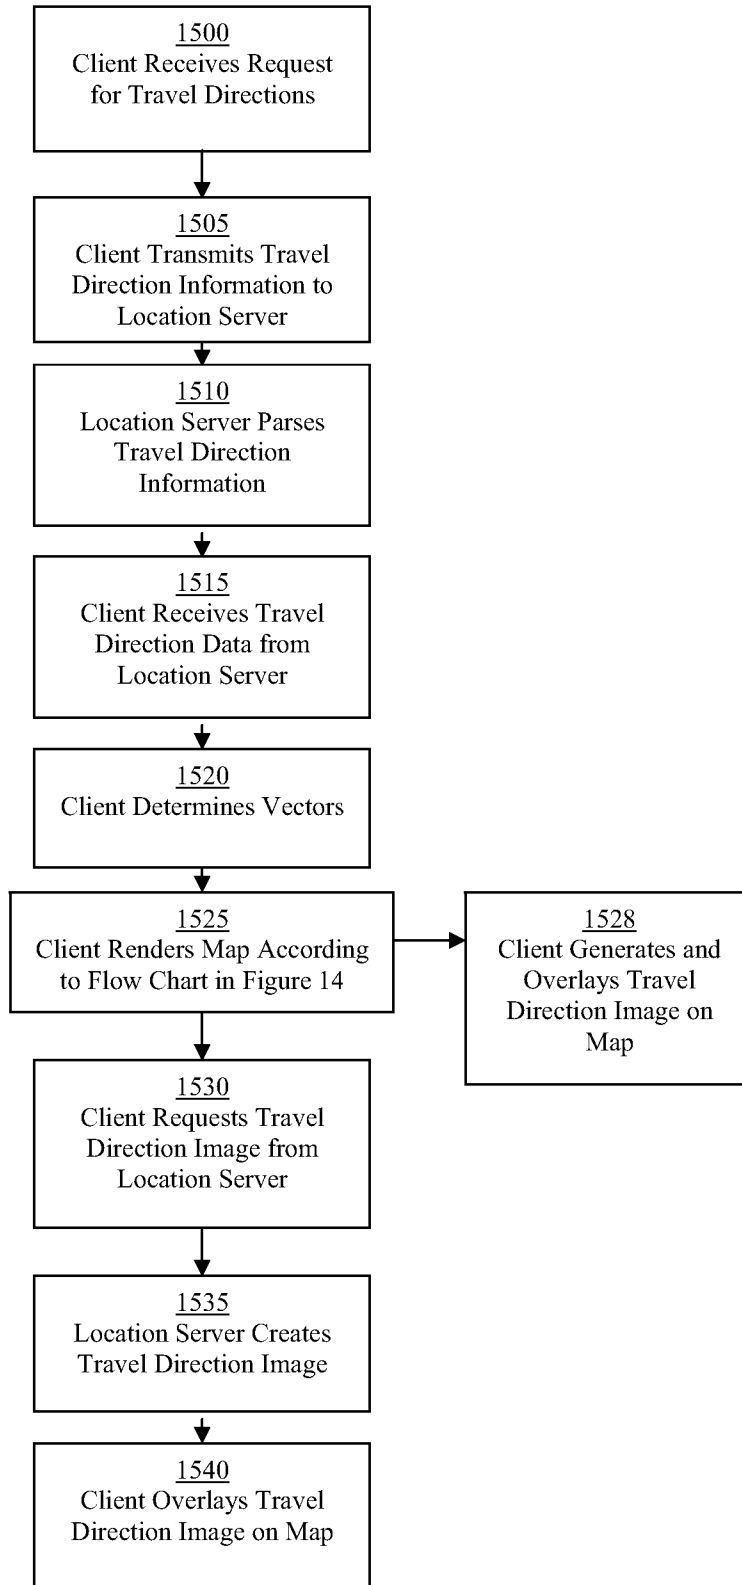 1500
Client Receives Request
for Travel Directions
1505
Client Transmits Travel
Direction Information to
Location Server
1510
Location Server Parses
Travel Direction
Information
1515
Client Receives Travel
Direction Data from
Location Server
1520
Client Determines Vectors
1525
Client Renders Map According
to Flow Chart in Figure 14
1528
Client Generates and
Overlays Travel
Direction Image on
Map
1530
Client Requests Travel
Direction Image from
Location Server
1535
Location Server Creates
Travel Direction Image
1540
Client Overlays Travel
Direction Image on Map